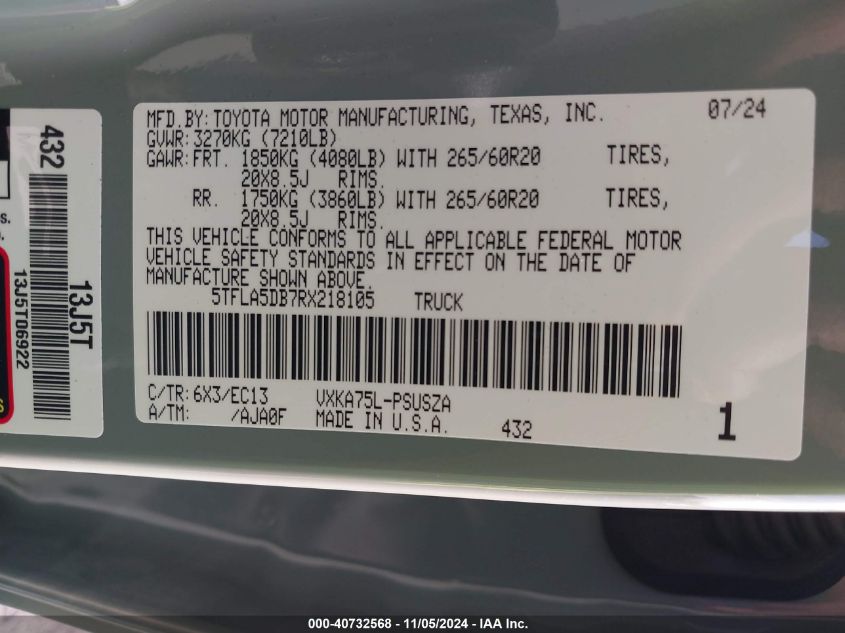 MFD.BY: TOYOTA MOTOR MANUFACTURING, TEXAS, INC. 07/24
GVWR: 3270KG (7210LB)
GAWR: FRT. 1850KG (4080LB) WITH 265/60R20 TIRES,
20X8.5J RIMS.
RR. 1750KG (3860LB) WITH 265/60R20 TIRES,
20X8.5J RIMS.
THIS VEHICLE CONFORMS TO ALL APPLICABLE FEDERAL MOTOR
VEHICLE SAFETY STANDARDS IN EFFECT ON THE DATE OF
MANUFACTURE SHOWN ABOVE.
5TFLA5DB7RX218105 TRUCK
C/TR: 6X3/EC13 VXKA75L-PSUSZA
A/TM: /AJA0F MADE IN U.S.A. 432 1
432
13J5T
13J5T06922
s.
000-40732568 - 11/05/2024 - IAA Inc.